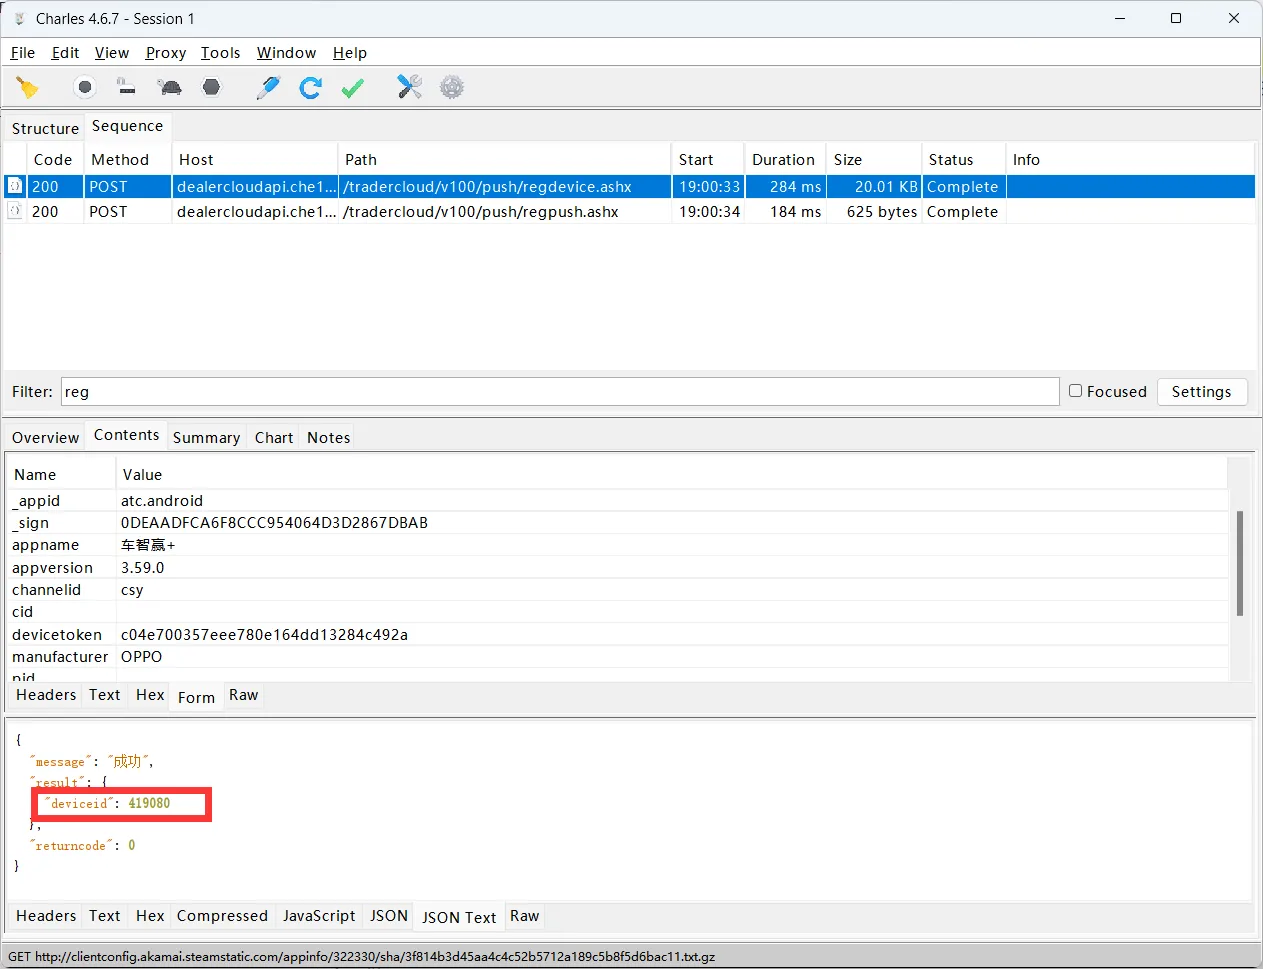 Charles 4.6.7 - Session 1
File Edit View Proxy Tools Window Help
Structure Sequence
Code Method Host Path Start Duration Size Status Info
200 POST dealercloudapi.che1... /tradercloud/v100/push/regdevice.ashx 19:00:33 284 ms 20.01 KB Complete
200 POST dealercloudapi.che1... /tradercloud/v100/push/regpush.ashx 19:00:34 184 ms 625 bytes Complete
Filter: reg Focused Settings
Overview Contents Summary Chart Notes
Name Value
_appid atc.android
_sign 0DEAADFCA6F8CCC954064D3D2867DBAB
appname 车智赢+
appversion 3.59.0
channelid csy
cid
devicetoken c04e700357eee780e164dd13284c492a
manufacturer OPPO
nid
Headers Text Hex Form Raw
{
"message": "成功",
"result": {
"deviceid": 419080
},
"returncode": 0
}
Headers Text Hex Compressed JavaScript JSON JSON Text Raw
GET http://clientconfig.akamai.steamstatic.com/appinfo/322330/sha/3f814b3d45aa4c4c52b5712a189c5b8f5d6bac11.txt.gz